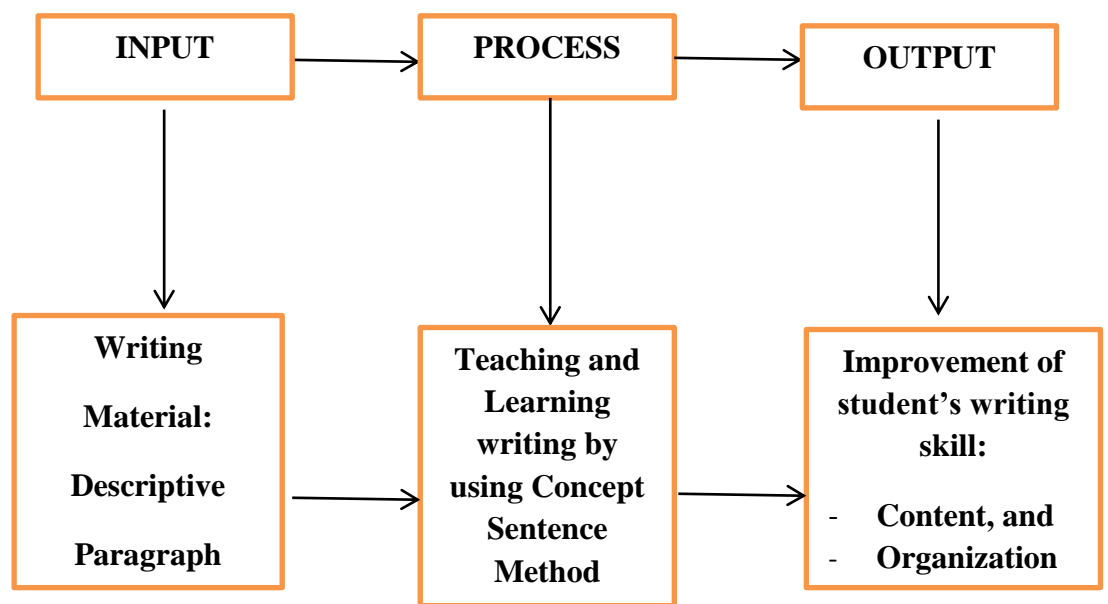 INPUT
PROCESS
OUTPUT
Writing
Material:
Descriptive
Paragraph
Teaching and
Learning
writing by
using Concept
Sentence
Method
Improvement of
student’s writing
skill:
- Content, and
- Organization